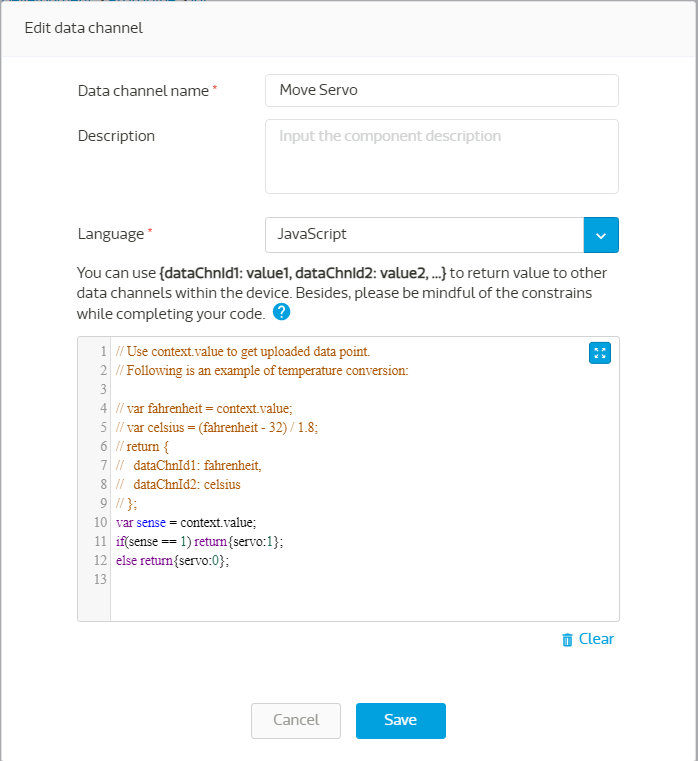 Edit data channel
Data channel name *
Move Servo
Description
Input the component description
Language *
JavaScript
You can use {dataChnId1: value1, dataChnId2: value2, ...} to return value to other
data channels within the device. Besides, please be mindful of the constrains
while completing your code. ?
1 // Use context.value to get uploaded data point.
2 // Following is an example of temperature conversion:
3
4 // var fahrenheit = context.value;
5 // var celsius = (fahrenheit - 32) / 1.8;
6 // return {
7 //   dataChnId1: fahrenheit,
8 //   dataChnId2: celsius
9 // };
10 var sense = context.value;
11 if(sense == 1) return{servo:1};
12 else return{servo:0};
13
Clear
Cancel
Save